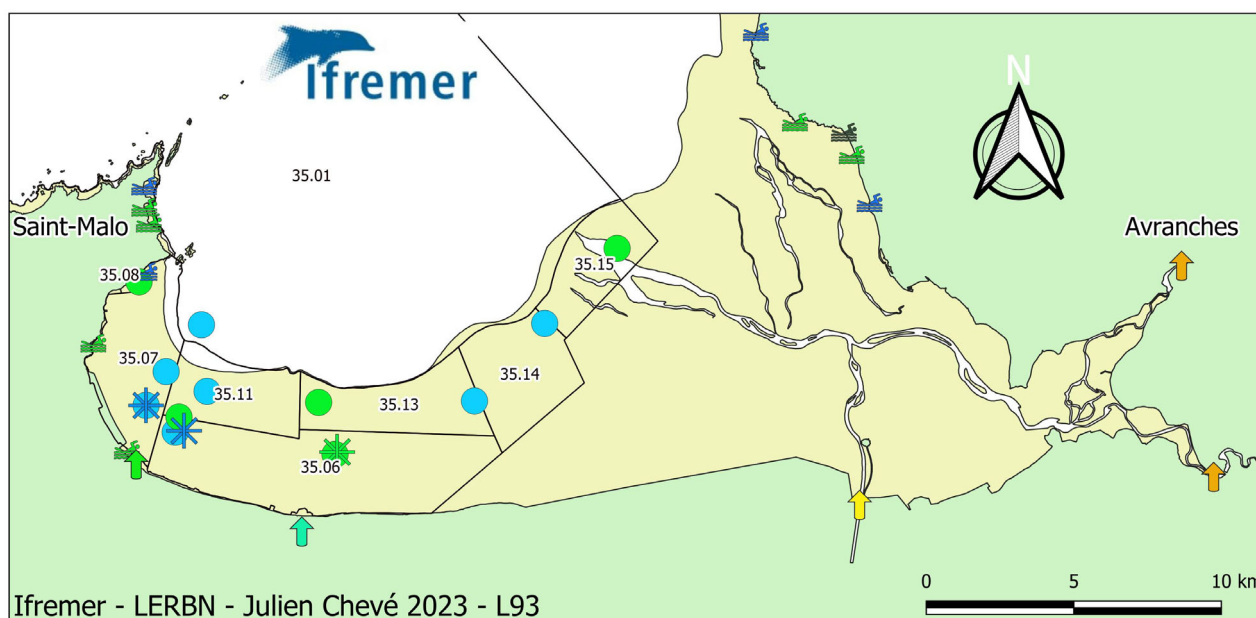 Ifremer
N
35.01
Saint-Malo
Avranches
35.08
35.15
35.07
35.14
35.11
35.13
35.06
0 5 10 km
Ifremer - LERBN - Julien Chevé 2023 - L93